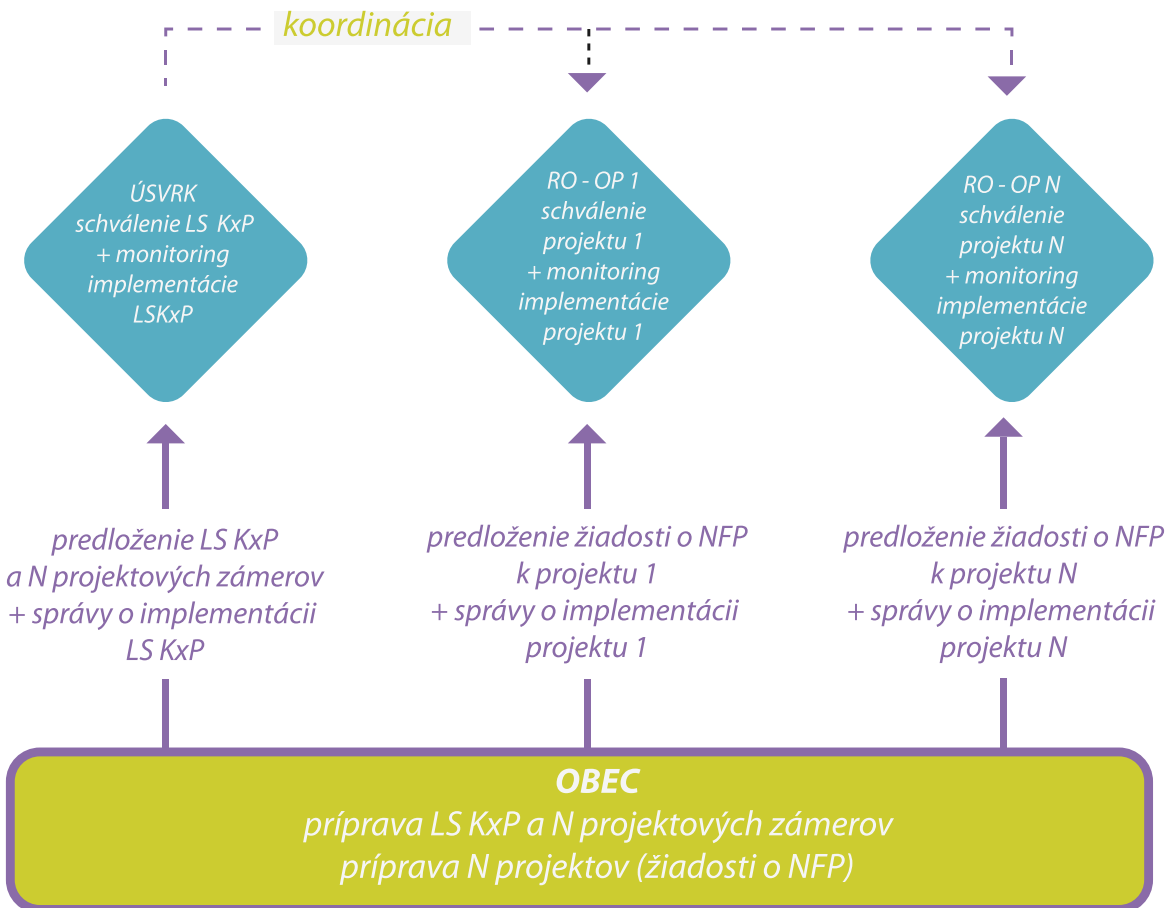 koordinácia
ÚSVRK
schválenie LS KxP
+ monitoring
implementácie
LSKxP
RO - OP 1
schválenie
projektu 1
+ monitoring
implementácie
projektu 1
RO - OP N
schválenie
projektu N
+ monitoring
implementácie
projektu N
predloženie LS KxP
a N projektových zámerov
+ správy o implementácii
LS KxP
predloženie žiadosti o NFP
k projektu 1
+ správy o implementácii
projektu 1
predloženie žiadosti o NFP
k projektu N
+ správy o implementácii
projektu N
OBEC
príprava LS KxP a N projektových zámerov
príprava N projektov (žiadosti o NFP)